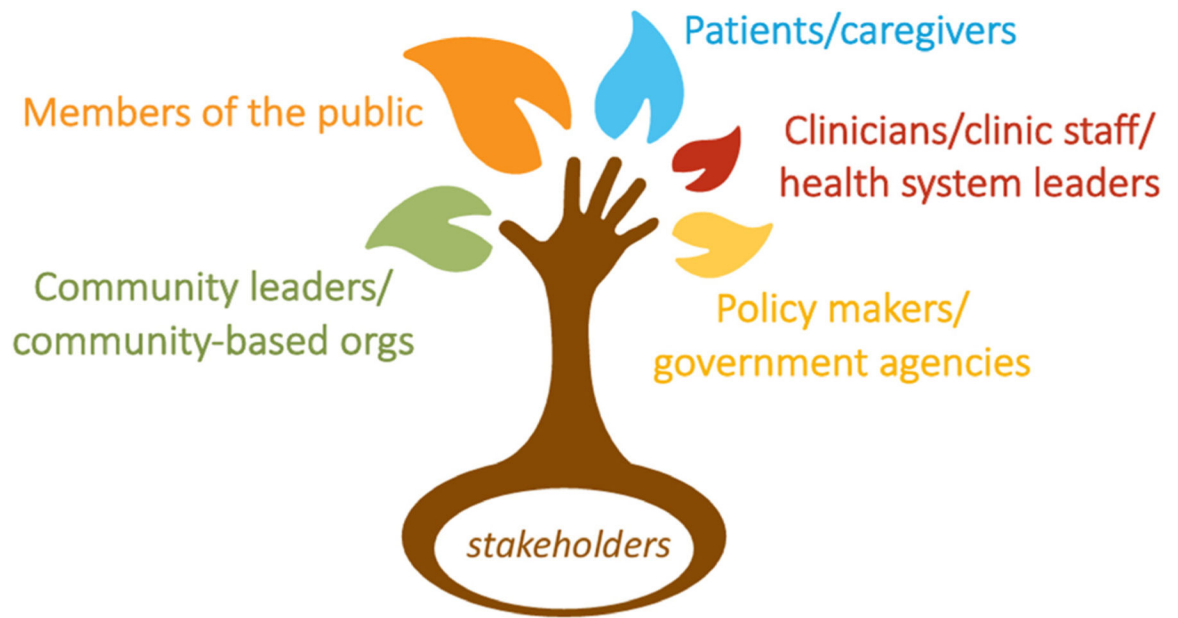 Patients/caregivers
Members of the public
Clinicians/clinic staff/
health system leaders
Community leaders/
community-based orgs
Policy makers/
government agencies
stakeholders